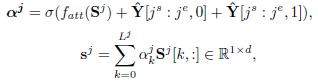 α^j = σ(f_att(S^j) + Ŷ[j^s : j^e, 0] + Ŷ[j^s : j^e, 1]),
s^j = ∑_{k=0}^{L^j} α_k^j S^j[k, :] ∈ ℝ^{1×d},